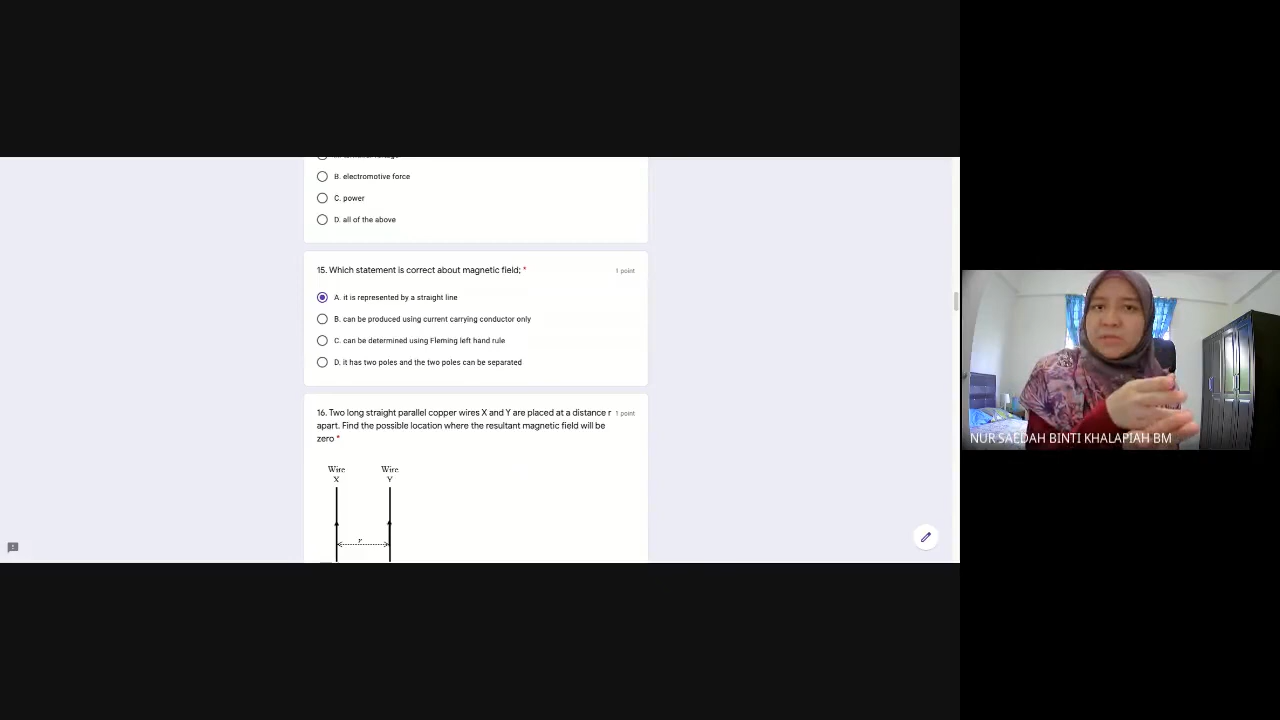 B. electromotive force
C. power
D. all of the above
15. Which statement is correct about magnetic field; *
1 point
A. it is represented by a straight line
B. can be produced using current carrying conductor only
C. can be determined using Fleming left hand rule
D. it has two poles and the two poles can be separated
16. Two long straight parallel copper wires X and Y are placed at a distance r
1 point
apart. Find the possible location where the resultant magnetic field will be
zero *
Wire Wire
X Y
r
NUR SAEDAH BINTI KHALAPIAH BM